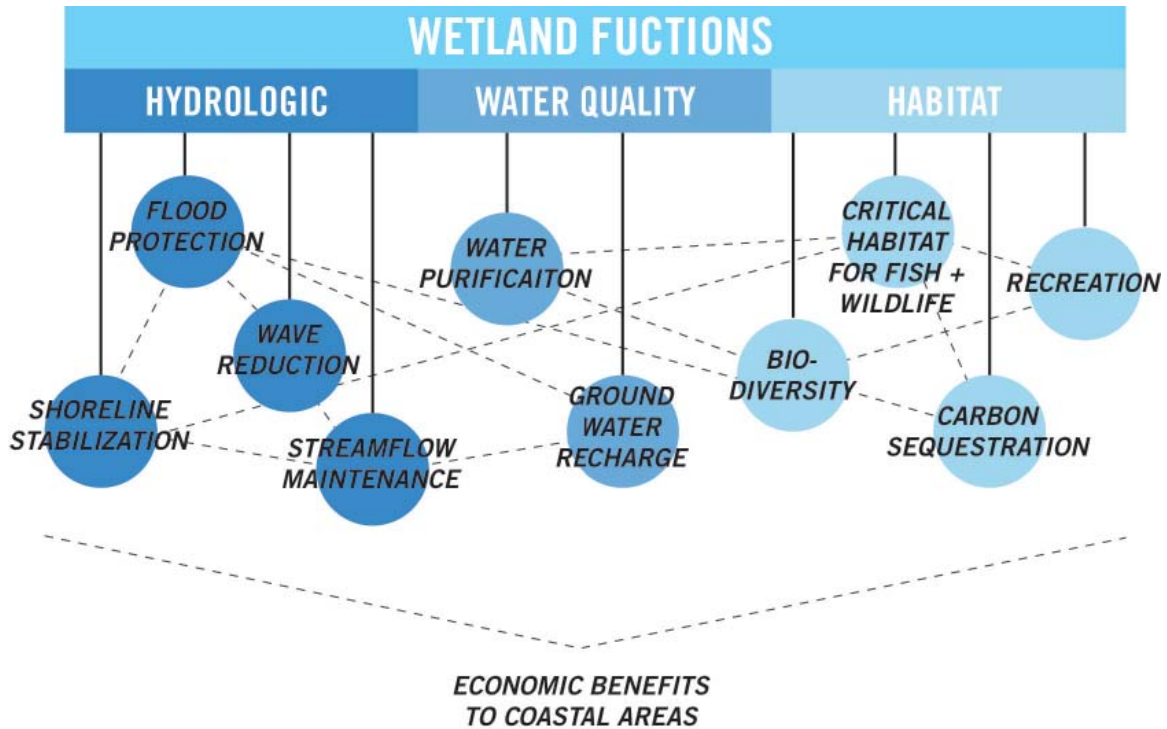 WETLAND FUCTIONS
HYDROLOGIC
WATER QUALITY
HABITAT
FLOOD
PROTECTION
WAVE
REDUCTION
SHORELINE
STABILIZATION
STREAMFLOW
MAINTENANCE
WATER
PURIFICAITON
GROUND
WATER
RECHARGE
CRITICAL
HABITAT
FOR FISH +
WILDLIFE
RECREATION
BIO-
DIVERSITY
CARBON
SEQUESTRATION
ECONOMIC BENEFITS
TO COASTAL AREAS